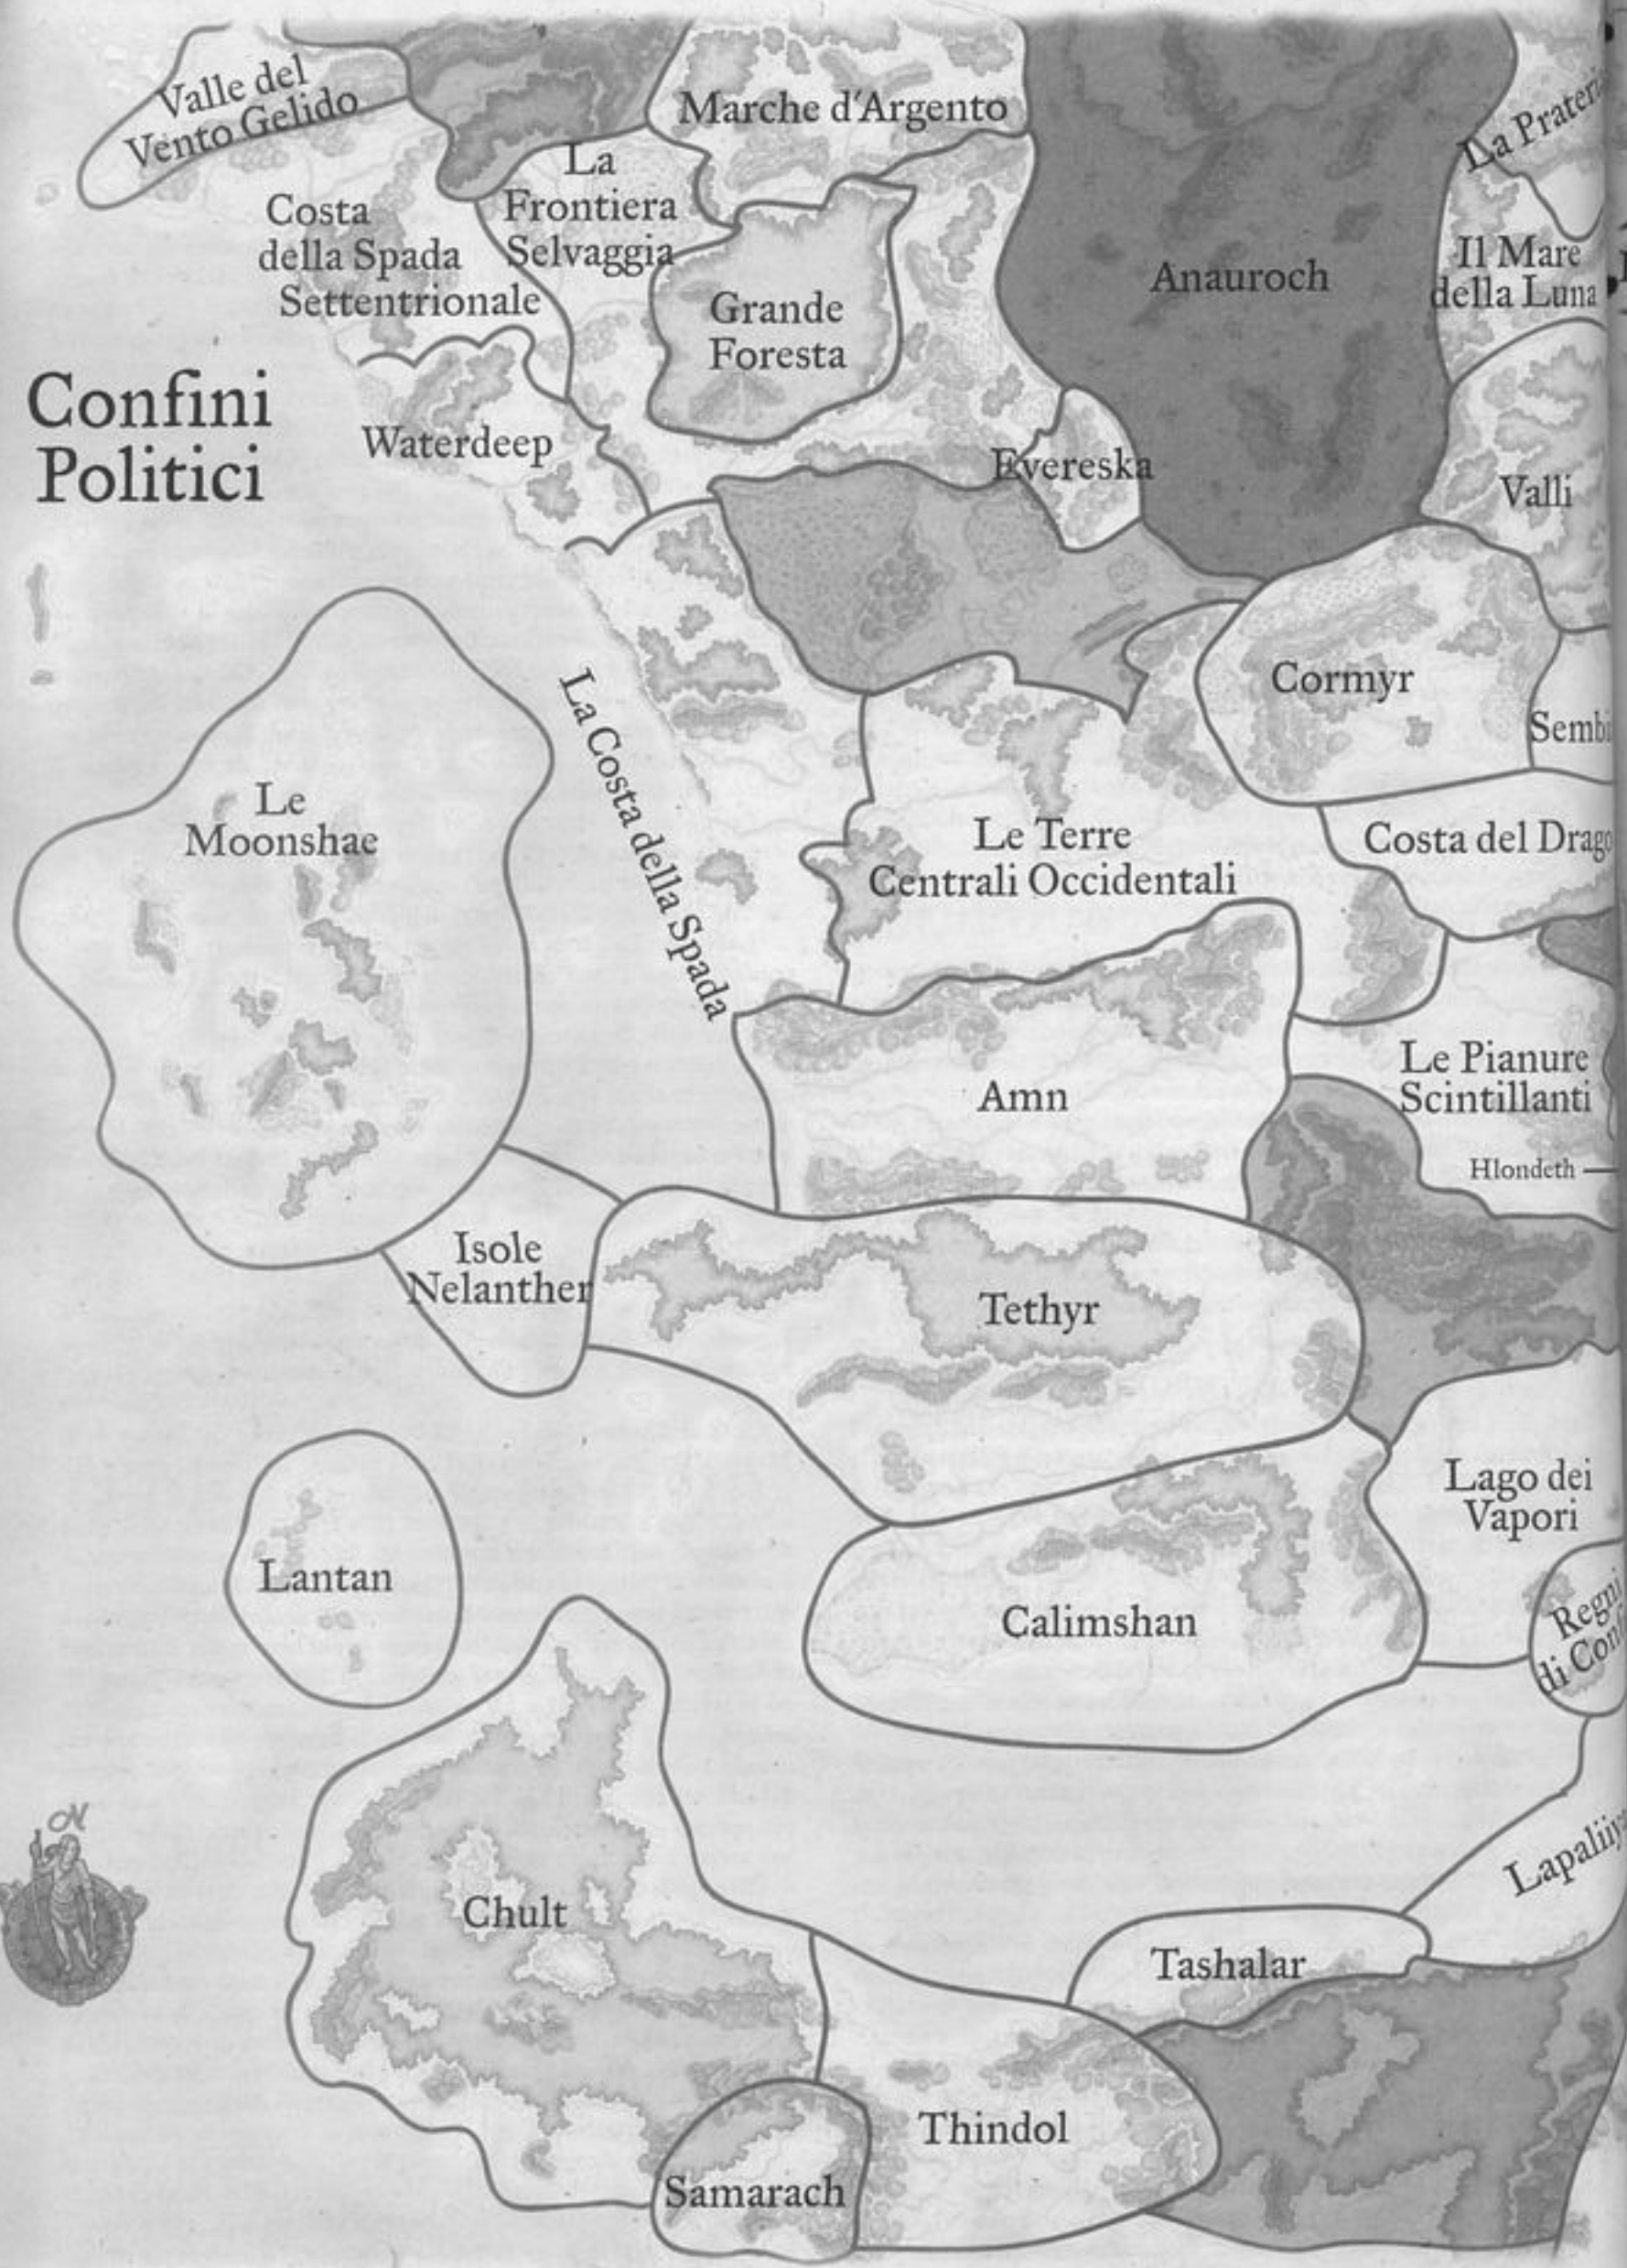 Valle del
Vento Gelido
Marche d'Argento
La
Frontiera
Selvaggia
Costa
della Spada
Settentrionale
Grande
Foresta
Anauroch
Il Mare
della Luna
Confini
Politici
Waterdeep
Evereska
Valli
Cormyr
La Costa della Spada
Le
Moonshae
Le Terre
Centrali Occidentali
Costa del Drago
Amn
Le Pianure
Scintillanti
Hlondeth
Isole
Nelanther
Tethyr
Lago dei
Vapori
Lantan
Calimshan
Regni
N
Chult
Tashalar
Thindol
Samarach